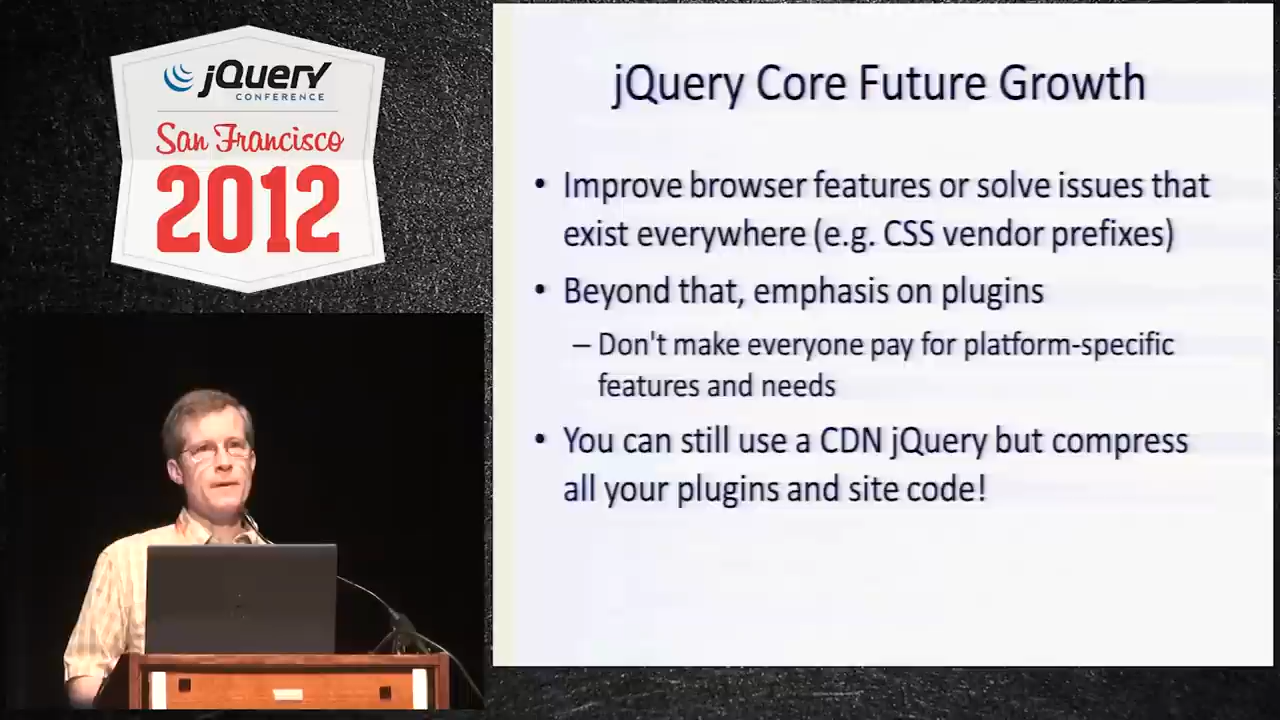 jQuery
CONFERENCE
San Francisco
2012
jQuery Core Future Growth
• Improve browser features or solve issues that
exist everywhere (e.g. CSS vendor prefixes)
• Beyond that, emphasis on plugins
– Don't make everyone pay for platform-specific
features and needs
• You can still use a CDN jQuery but compress
all your plugins and site code!